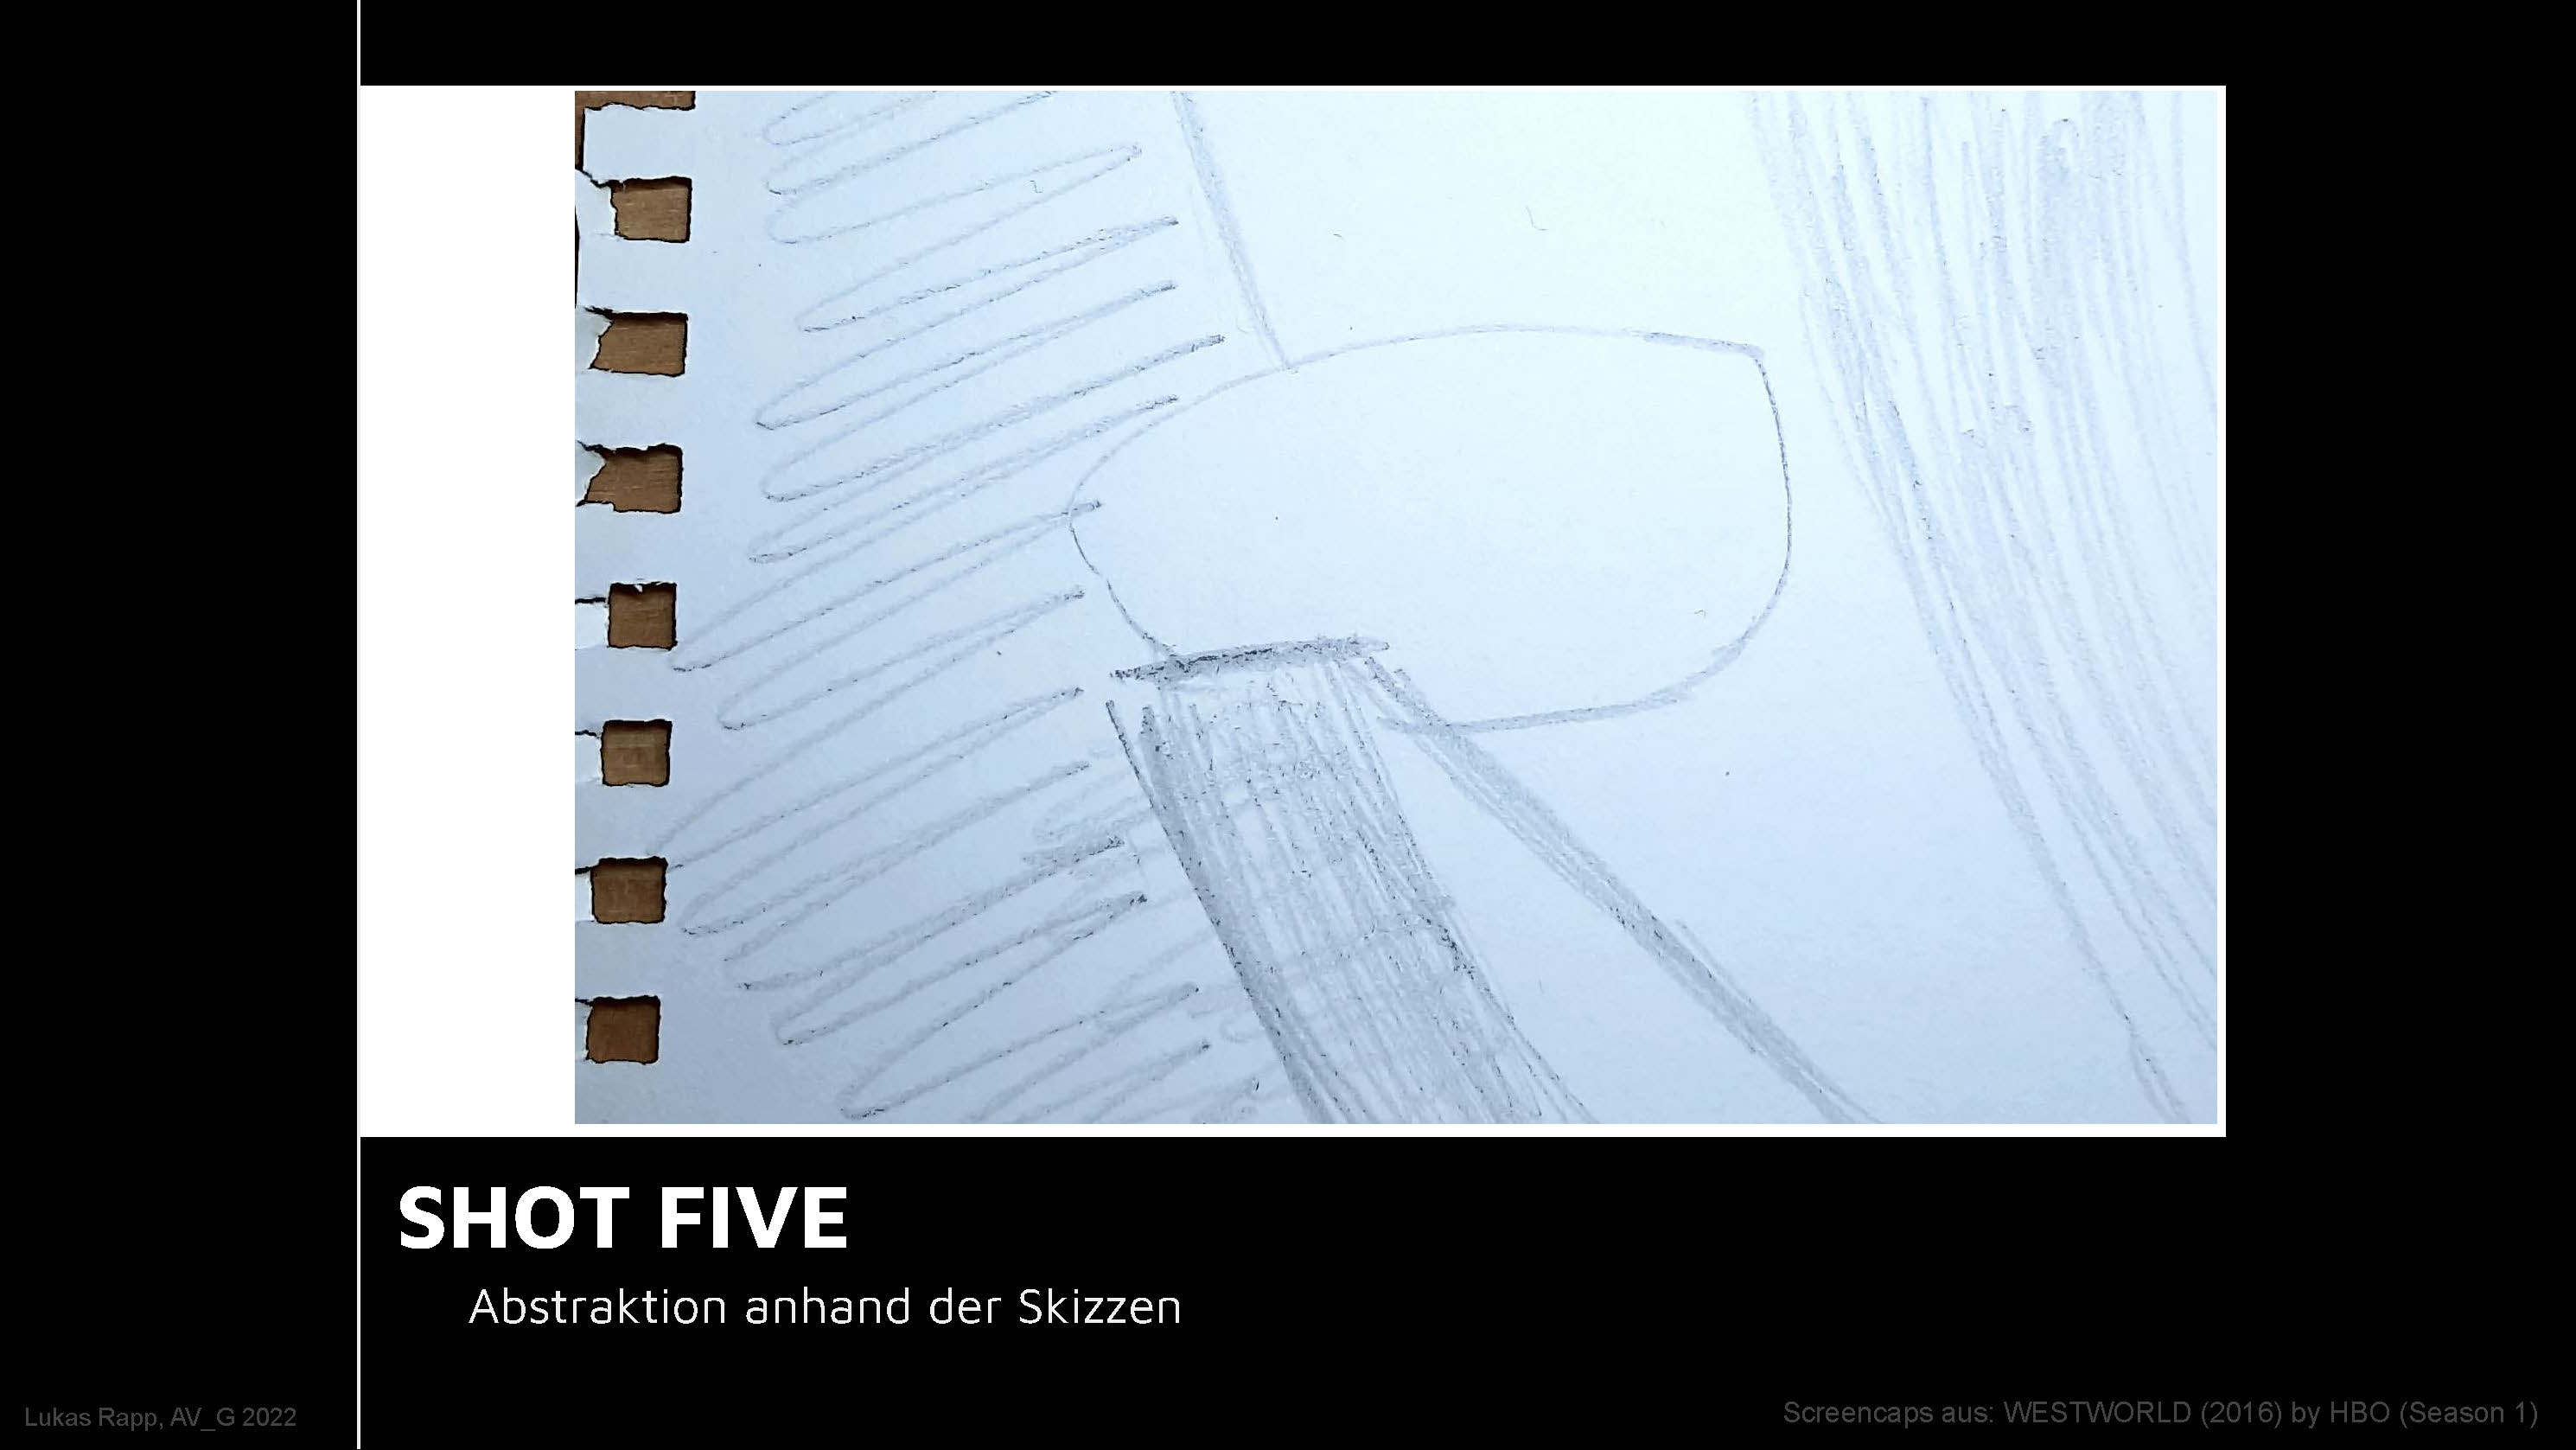 SHOT FIVE
Abstraktion anhand der Skizzen
Lukas Rapp, AV_G 2022
Screencaps aus: WESTWORLD (2016) by HBO (Season 1)